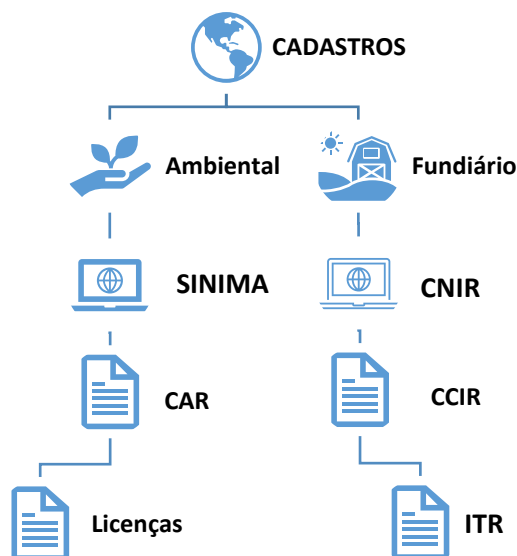 CADASTROS
Ambiental
Fundiário
SINIMA
CNIR
CAR
CCIR
Licenças
ITR